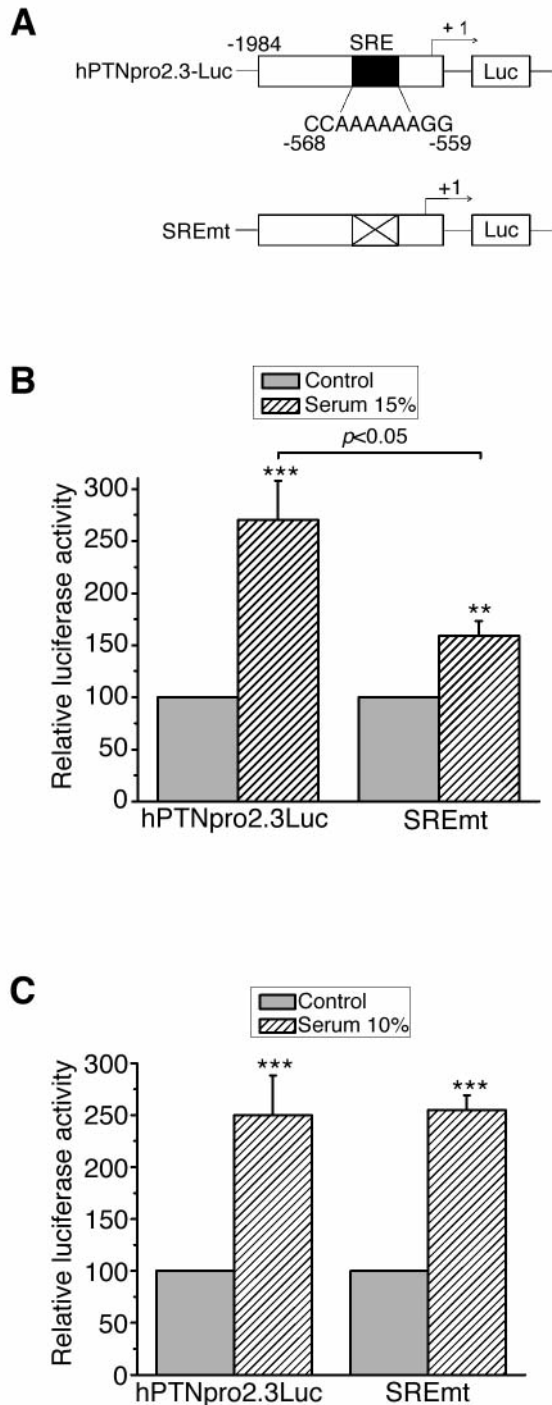 A
-1984 SRE + 1
hPTNpro2.3-Luc Luc
CCAAAAAAGG
-568 -559
+1
SREmt Luc
B
Control
Serum 15%
p<0.05
***
**
Relative luciferase activity
300
250
200
150
100
50
0
hPTNpro2.3Luc SREmt
C
Control
Serum 10%
***
***
Relative luciferase activity
300
250
200
150
100
50
0
hPTNpro2.3Luc SREmt